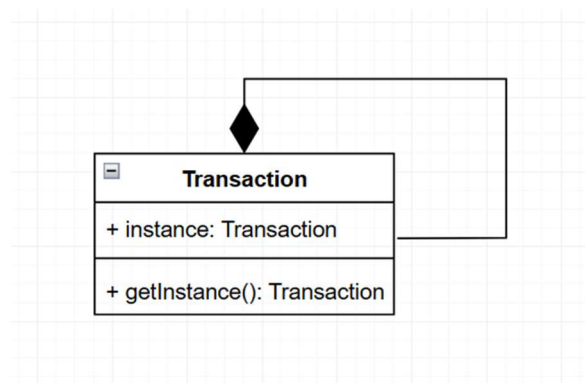 Transaction
+ instance: Transaction
+ getInstance(): Transaction